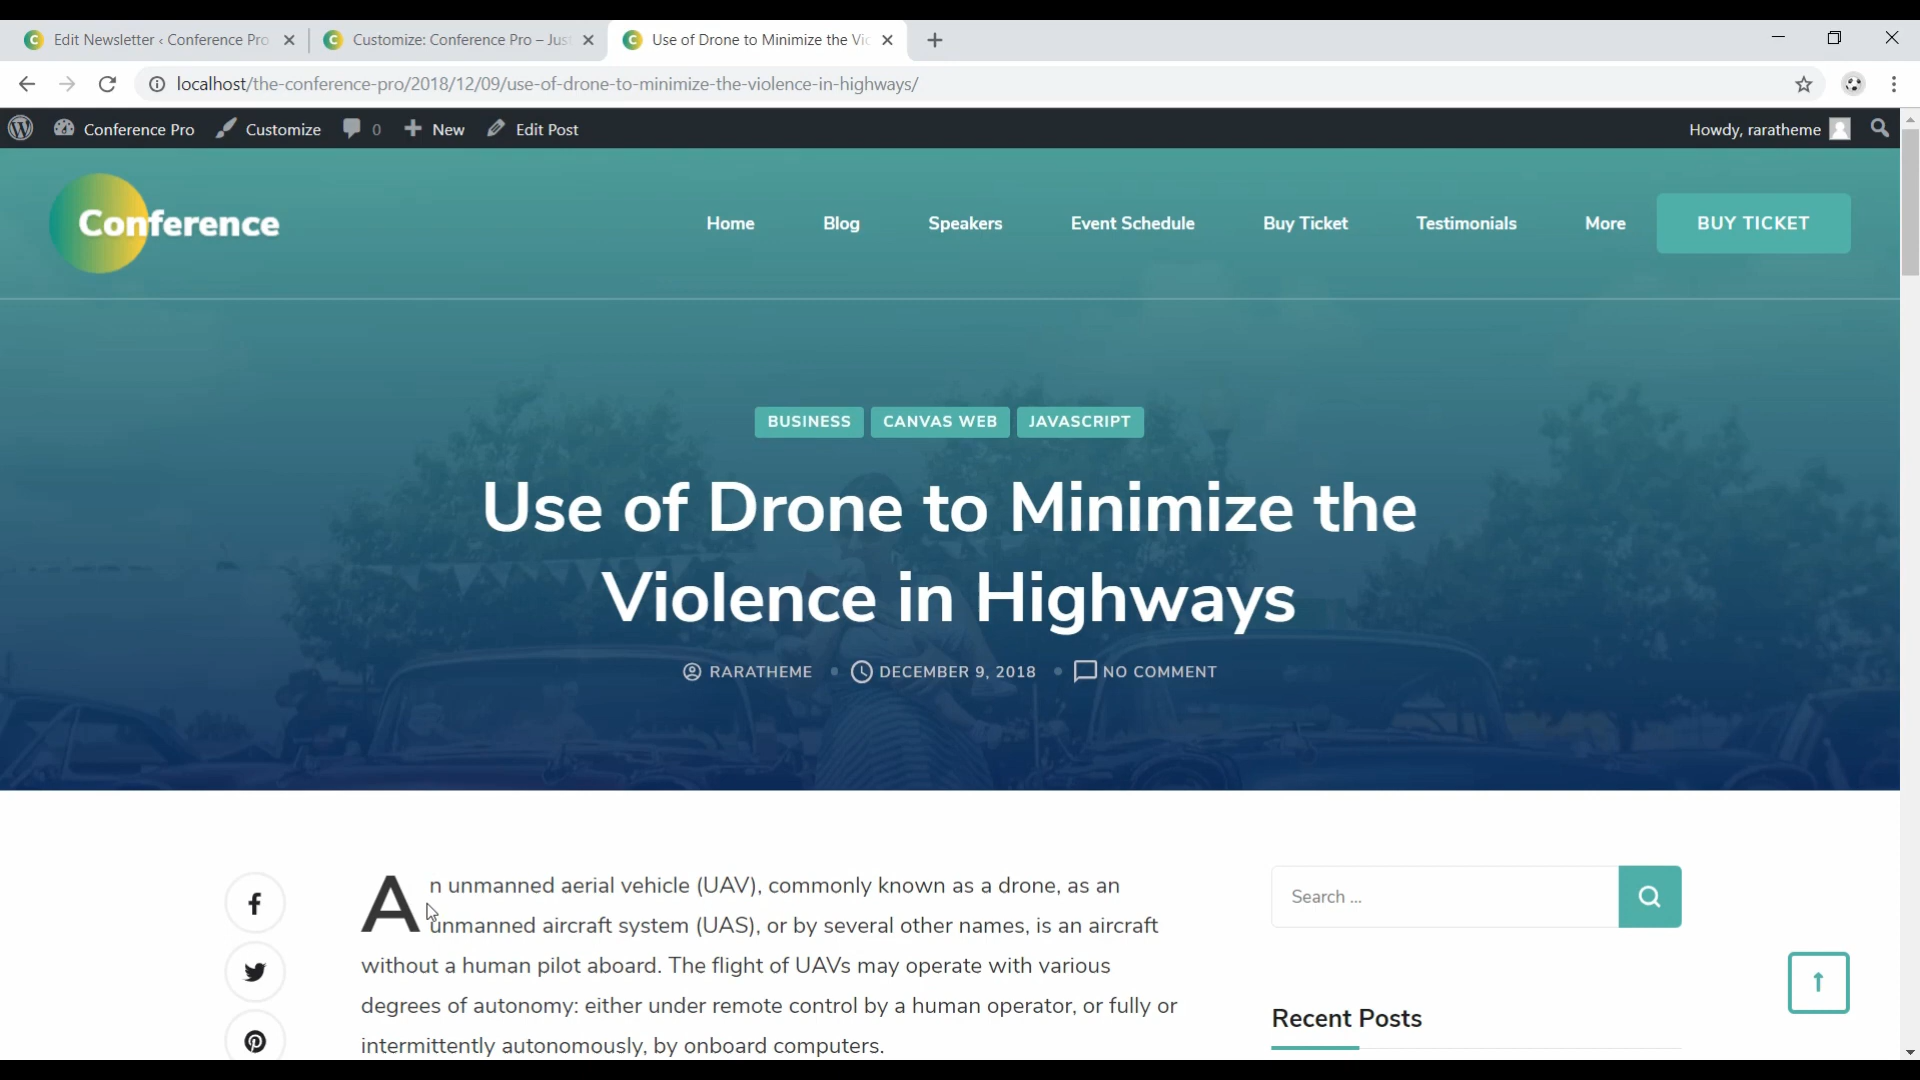 Edit Newsletter ‹ Conference Pro
Customize: Conference Pro – Jus
Use of Drone to Minimize the Vi
localhost/the-conference-pro/2018/12/09/use-of-drone-to-minimize-the-violence-in-highways/
Conference Pro
Customize
0
New
Edit Post
Howdy, raratheme
Conference
Home
Blog
Speakers
Event Schedule
Buy Ticket
Testimonials
More
BUY TICKET
BUSINESS
CANVAS WEB
JAVASCRIPT
Use of Drone to Minimize the
Violence in Highways
RARATHEME
DECEMBER 9, 2018
NO COMMENT
An unmanned aerial vehicle (UAV), commonly known as a drone, as an
unmanned aircraft system (UAS), or by several other names, is an aircraft
without a human pilot aboard. The flight of UAVs may operate with various
degrees of autonomy: either under remote control by a human operator, or fully or
intermittently autonomously, by onboard computers.
Search ...
Recent Posts